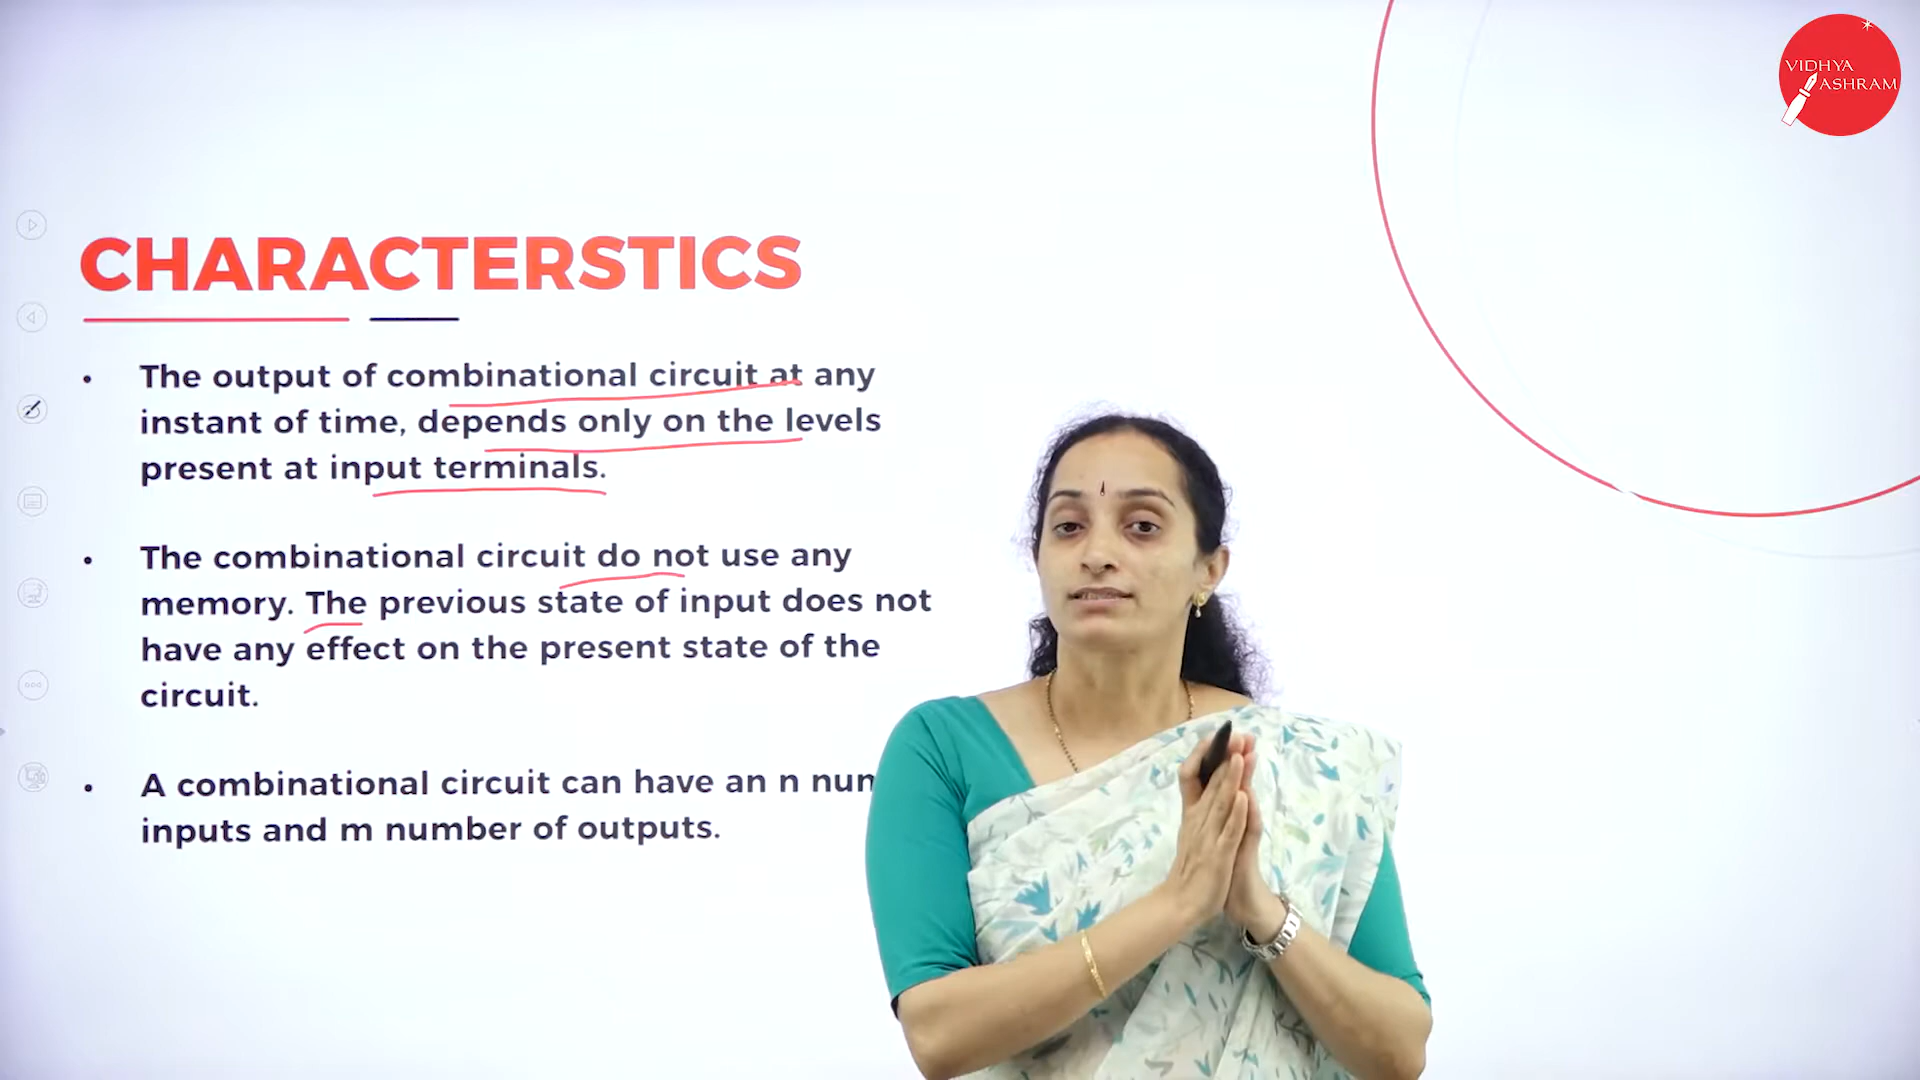 VIDHYA
ASHRAM
CHARACTERSTICS
• The output of combinational circuit at any
instant of time, depends only on the levels
present at input terminals.
• The combinational circuit do not use any
memory. The previous state of input does not
have any effect on the present state of the
circuit.
• A combinational circuit can have an n
inputs and m number of outputs.